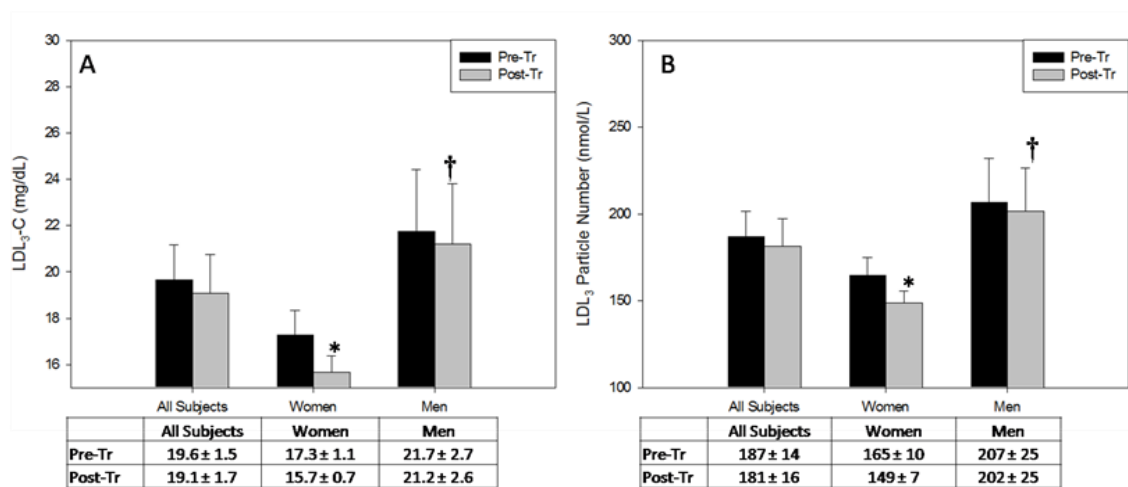 A
Pre-Tr
Post-Tr
30
28
26
24
22
20
18
16
LDL₃-C (mg/dL)
All Subjects Women Men
All Subjects Women Men
Pre-Tr 19.6 ± 1.5 17.3 ± 1.1 21.7 ± 2.7
Post-Tr 19.1 ± 1.7 15.7 ± 0.7 21.2 ± 2.6
*
†
B
Pre-Tr
Post-Tr
300
250
200
150
100
LDL₃ Particle Number (nmol/L)
*
†
All Subjects Women Men
All Subjects Women Men
Pre-Tr 187 ± 14 165 ± 10 207 ± 25
Post-Tr 181 ± 16 149 ± 7 202 ± 25